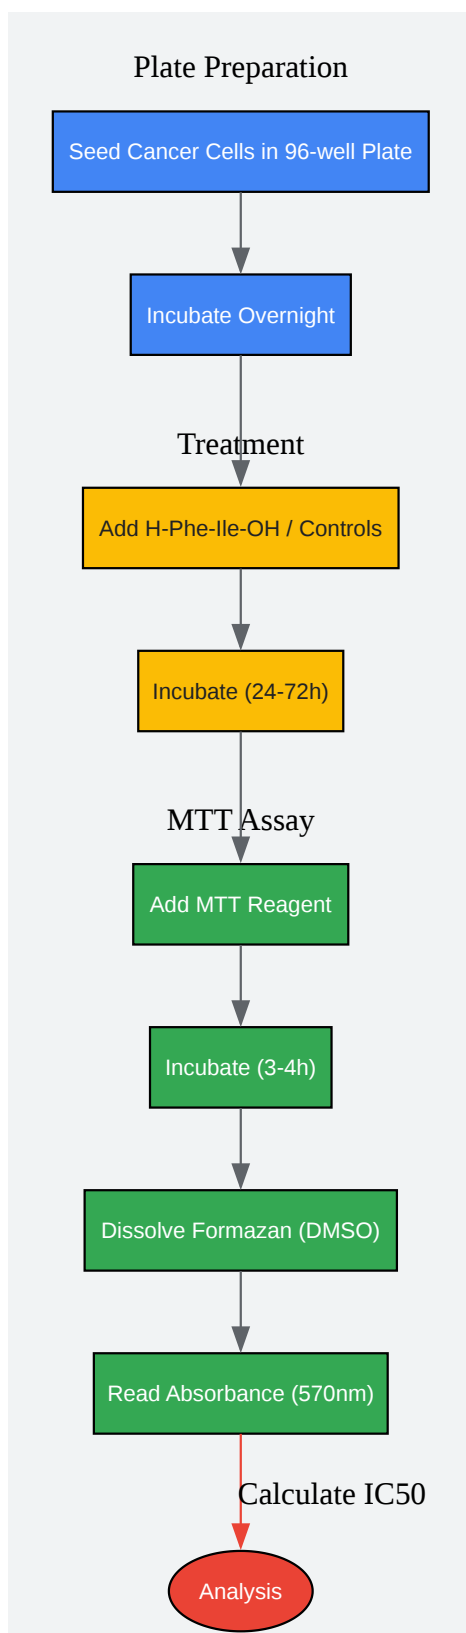 Plate Preparation
Seed Cancer Cells in 96-well Plate
Incubate Overnight
Treatment
Add H-Phe-Ile-OH / Controls
Incubate (24-72h)
MTT Assay
Add MTT Reagent
Incubate (3-4h)
Dissolve Formazan (DMSO)
Read Absorbance (570nm)
Calculate IC50
Analysis